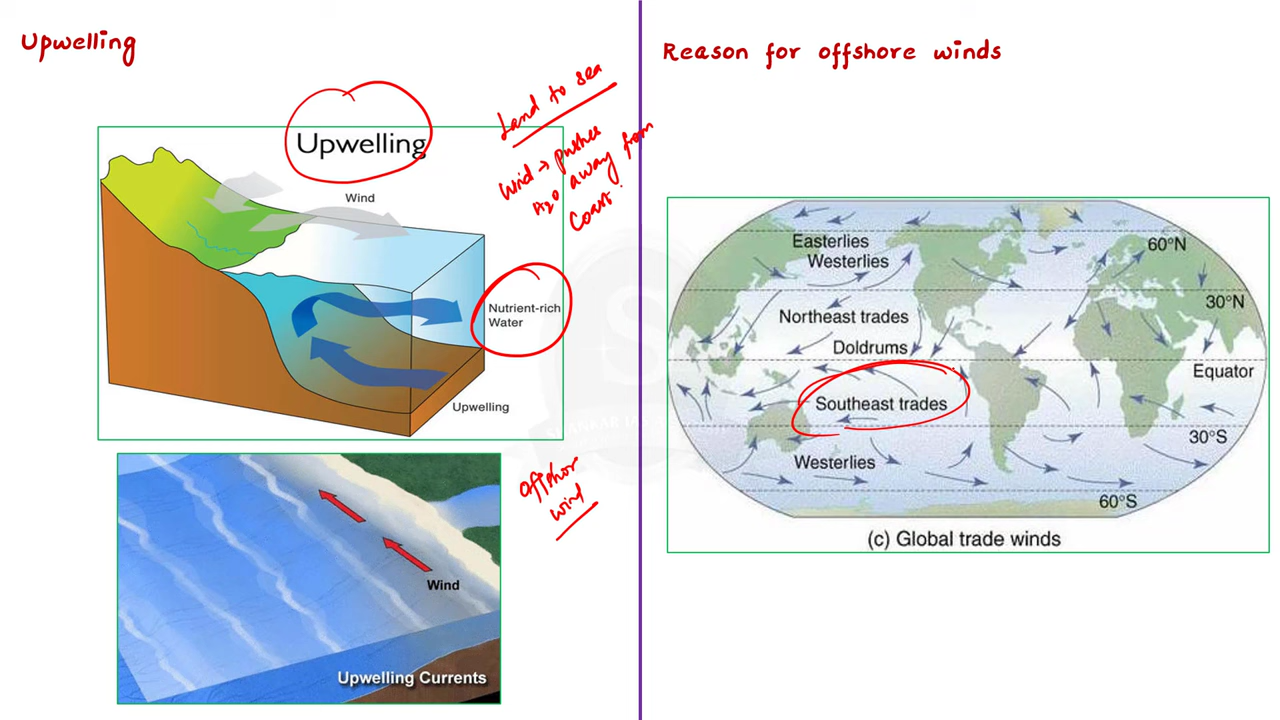 Upwelling
Upwelling
Wind
Nutrient-rich
Water
Upwelling
Land to sea
Wind → pushes
H2O away from
Coast.
Wind
Upwelling Currents
Offshor
wind
Reason for offshore winds
Easterlies
60°N
Westerlies
30°N
Northeast trades
Doldrums
Equator
Southeast trades
30°S
Westerlies
60°S
(c) Global trade winds